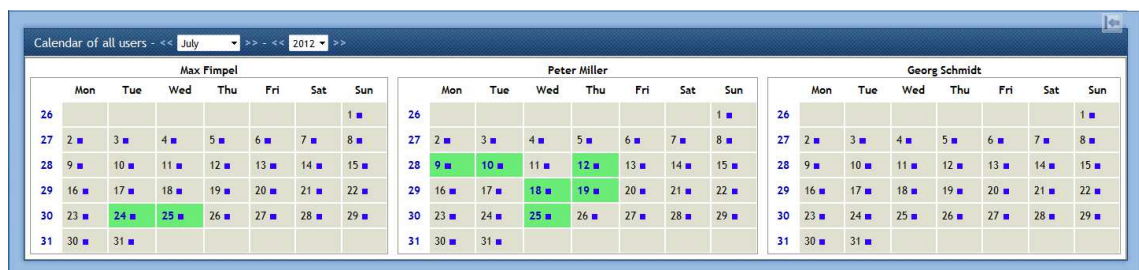 Calendar of all users - << July >> - << 2012 >>
Max Fimpel Peter Miller Georg Schmidt
Mon Tue Wed Thu Fri Sat Sun Mon Tue Wed Thu Fri Sat Sun Mon Tue Wed Thu Fri Sat Sun
26 1 26 1 26 1
27 2 3 4 5 6 7 8 27 2 3 4 5 6 7 8 27 2 3 4 5 6 7 8
28 9 10 11 12 13 14 15 28 9 10 11 12 13 14 15 28 9 10 11 12 13 14 15
29 16 17 18 19 20 21 22 29 16 17 18 19 20 21 22 29 16 17 18 19 20 21 22
30 23 24 25 26 27 28 29 30 23 24 25 26 27 28 29 30 23 24 25 26 27 28 29
31 30 31 31 30 31 31 30 31